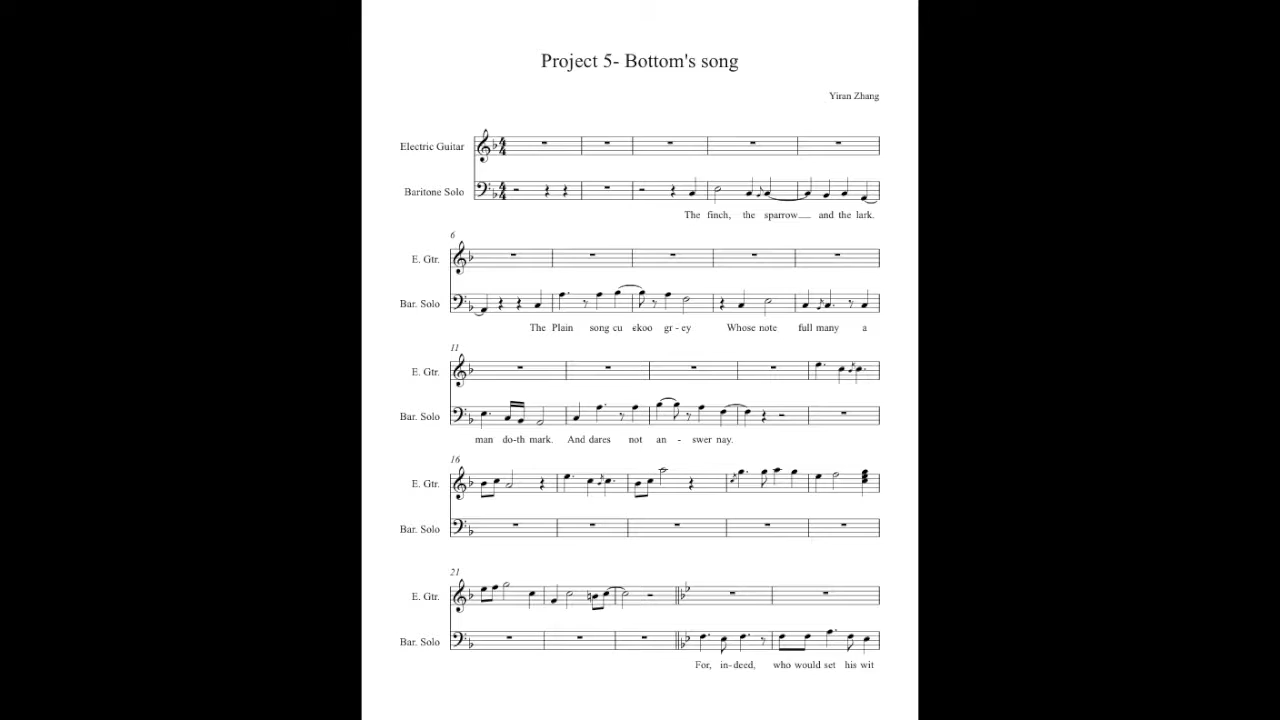 Project 5- Bottom's song
Yiran Zhang
Electric Guitar
Baritone Solo
The finch, the sparrow and the lark.
6
E. Gtr.
Bar. Solo
The Plain song cu - ckoo gr - ey Whose note full many a
11
E. Gtr.
Bar. Solo
man do-th mark. And dares not an - swer nay.
16
E. Gtr.
Bar. Solo
21
E. Gtr.
Bar. Solo
For, in-deed, who would set his wit